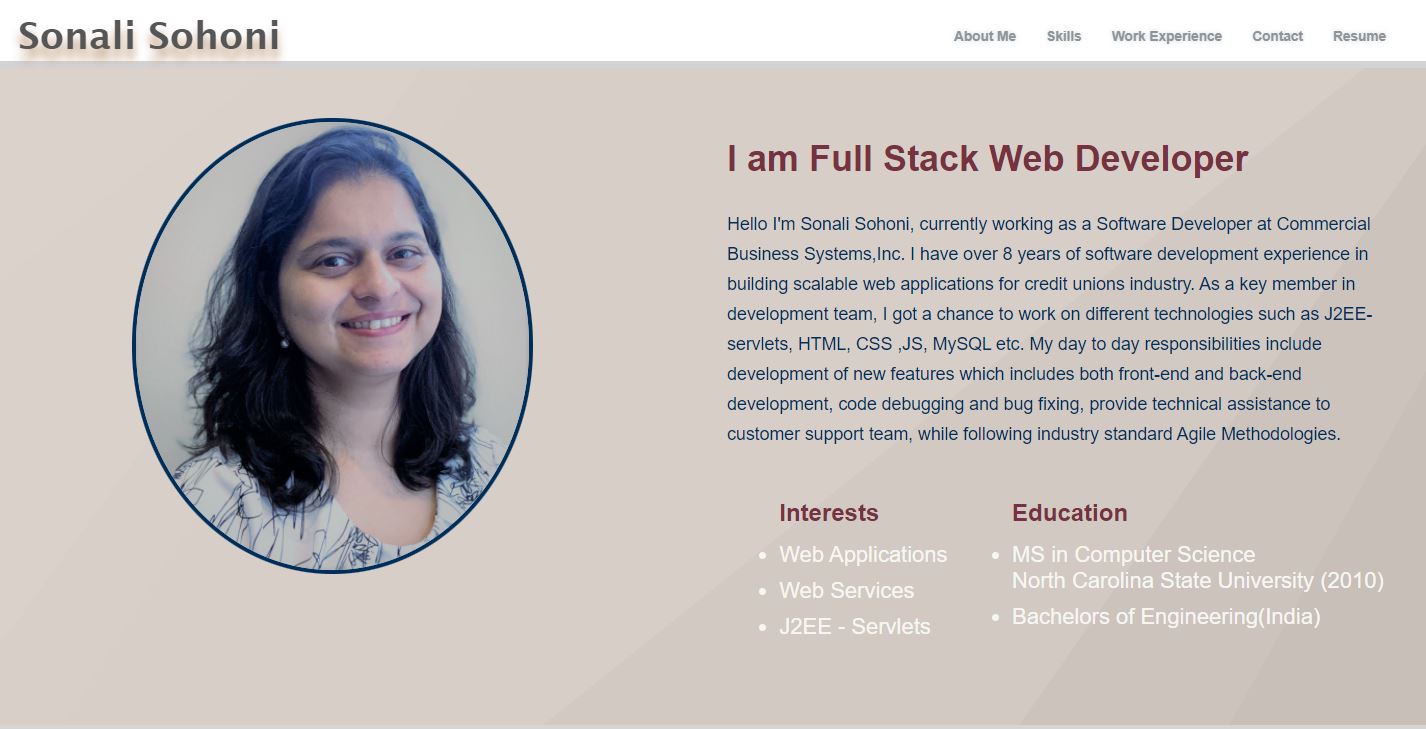 Sonali Sohoni
About Me Skills Work Experience Contact Resume
I am Full Stack Web Developer
Hello I'm Sonali Sohoni, currently working as a Software Developer at Commercial
Business Systems,Inc. I have over 8 years of software development experience in
building scalable web applications for credit unions industry. As a key member in
development team, I got a chance to work on different technologies such as J2EE-
servlets, HTML, CSS ,JS, MySQL etc. My day to day responsibilities include
development of new features which includes both front-end and back-end
development, code debugging and bug fixing, provide technical assistance to
customer support team, while following industry standard Agile Methodologies.
Interests
• Web Applications
• Web Services
• J2EE - Servlets
Education
• MS in Computer Science
North Carolina State University (2010)
• Bachelors of Engineering(India)